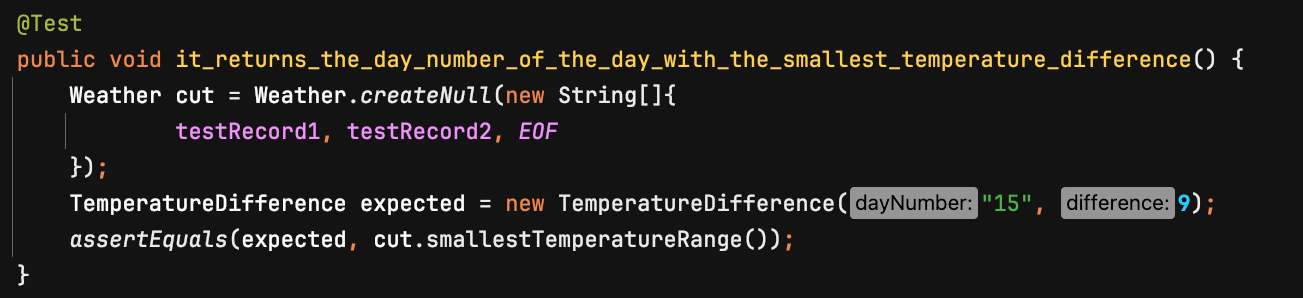 @Test
public void it_returns_the_day_number_of_the_day_with_the_smallest_temperature_difference() {
Weather cut = Weather.createNull(new String[]{
testRecord1, testRecord2, EOF
});
TemperatureDifference expected = new TemperatureDifference( dayNumber: "15", difference: 9);
assertEquals(expected, cut.smallestTemperatureRange());
}